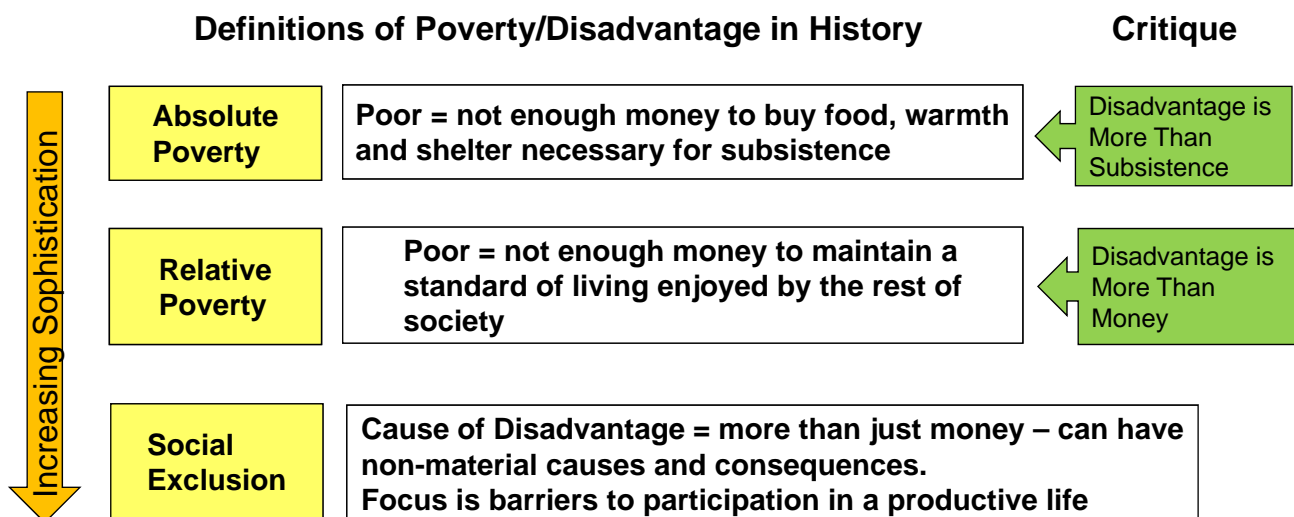 Definitions of Poverty/Disadvantage in History
Critique
Increasing Sophistication
Absolute
Poverty
Poor = not enough money to buy food, warmth
and shelter necessary for subsistence
Disadvantage is
More Than
Subsistence
Relative
Poverty
Poor = not enough money to maintain a
standard of living enjoyed by the rest of
society
Disadvantage is
More Than
Money
Social
Exclusion
Cause of Disadvantage = more than just money – can have
non-material causes and consequences.
Focus is barriers to participation in a productive life